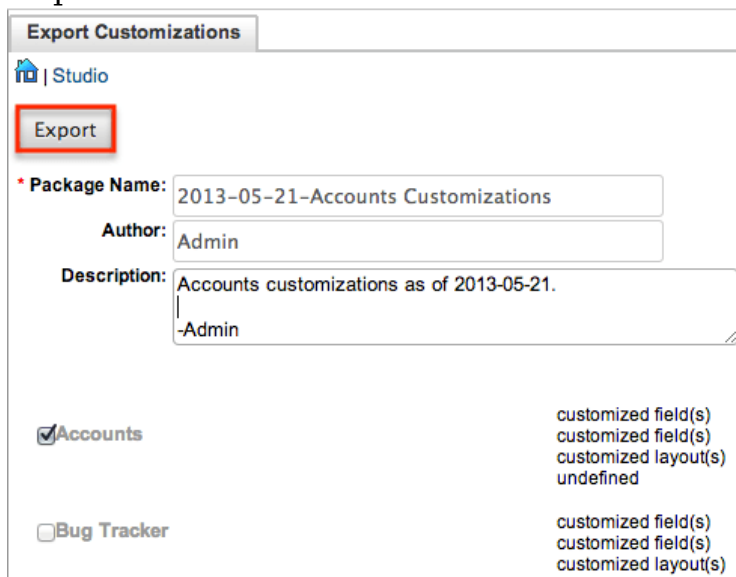 Export Customizations
| Studio
Export
* Package Name: 2013-05-21-Accounts Customizations
Author: Admin
Description: Accounts customizations as of 2013-05-21.
-Admin
Accounts
customized field(s)
customized field(s)
customized layout(s)
undefined
Bug Tracker
customized field(s)
customized field(s)
customized layout(s)